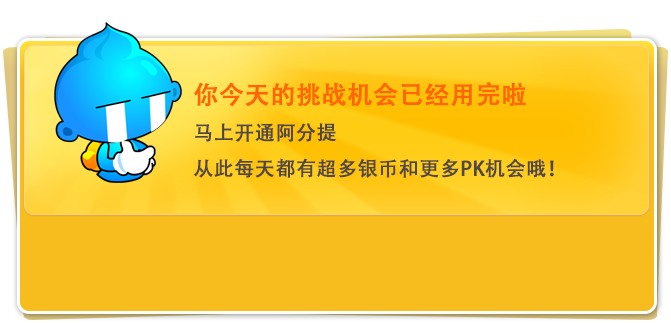 你今天的挑战机会已经用完啦
马上开通阿分提
从此每天都有超多银币和更多PK机会哦！